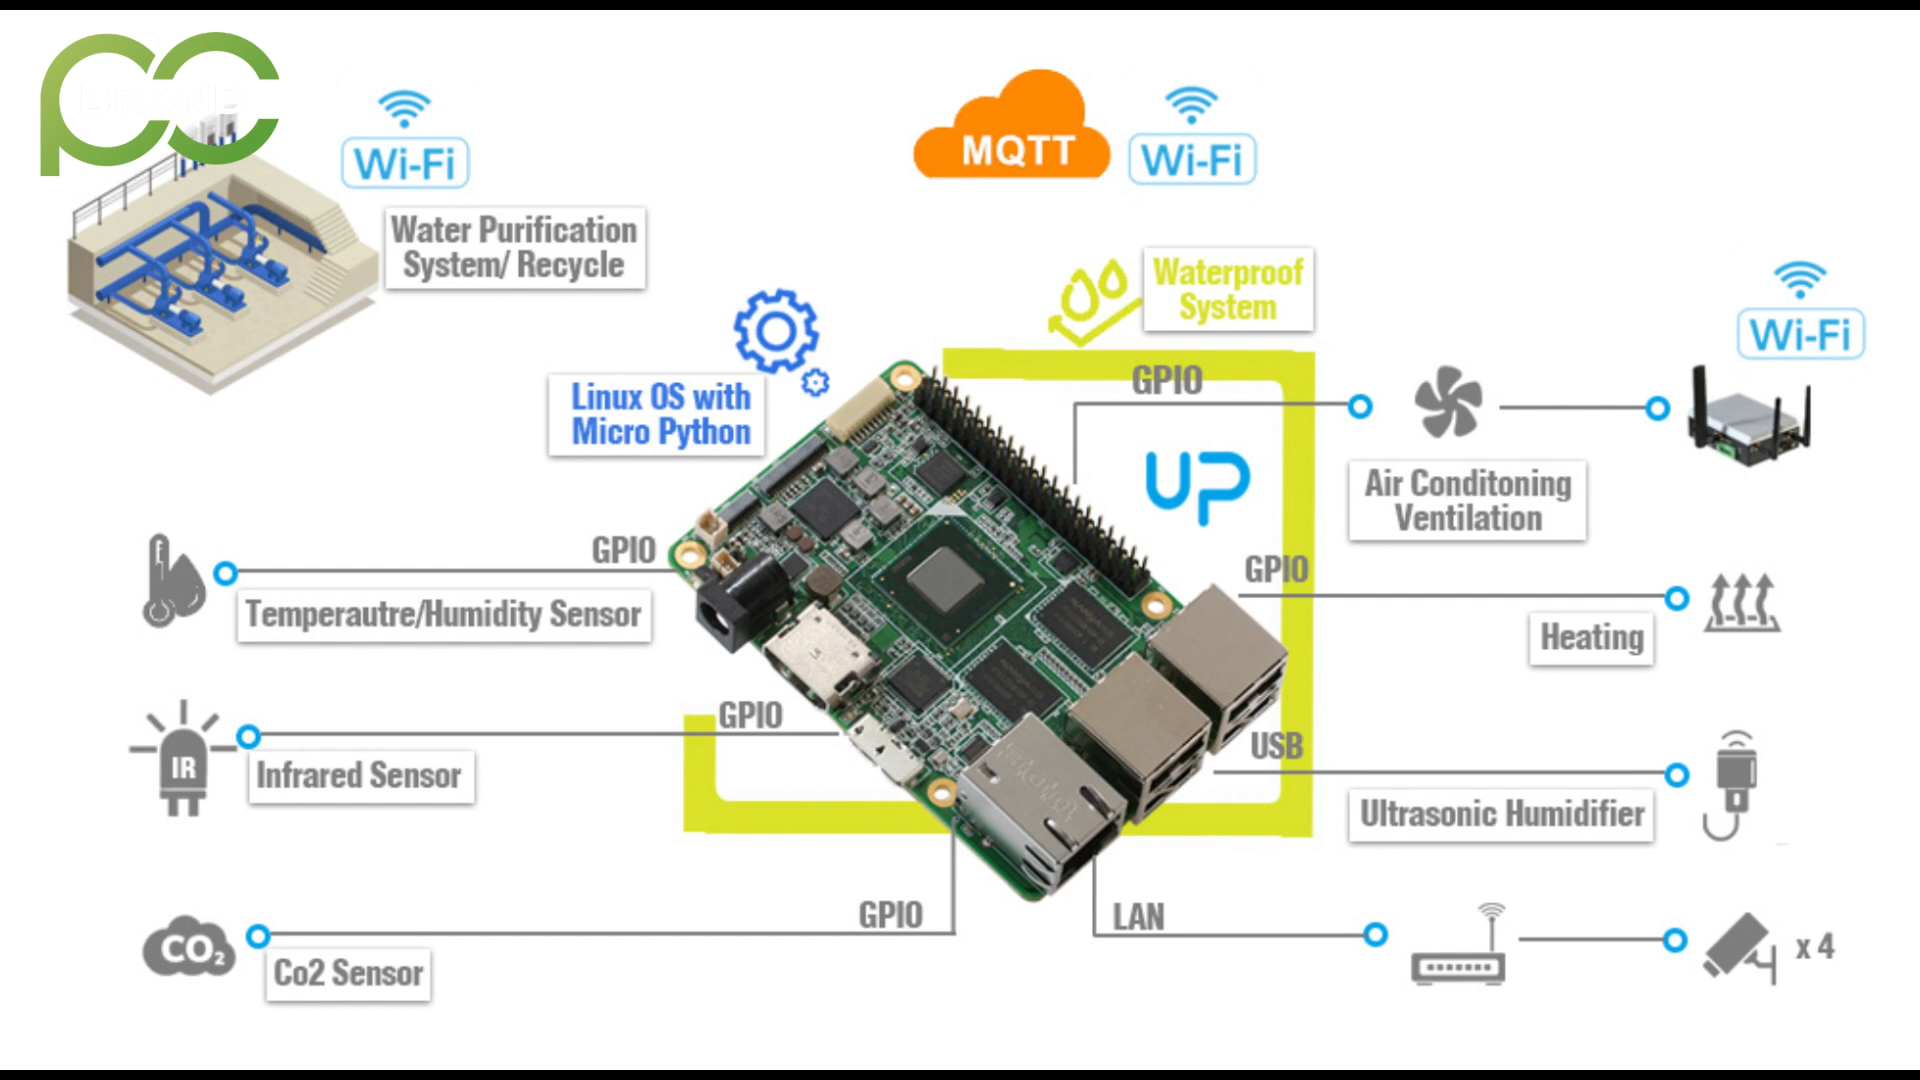 pc
Wi-Fi
MQTT
Wi-Fi
Water Purification
System/ Recycle
Waterproof
System
Wi-Fi
Linux OS with
Micro Python
GPIO
UP
Air Conditoning
Ventilation
GPIO
Temperautre/Humidity Sensor
GPIO
Heating
GPIO
IR
Infrared Sensor
USB
Ultrasonic Humidifier
GPIO
CO2
Co2 Sensor
LAN
x 4